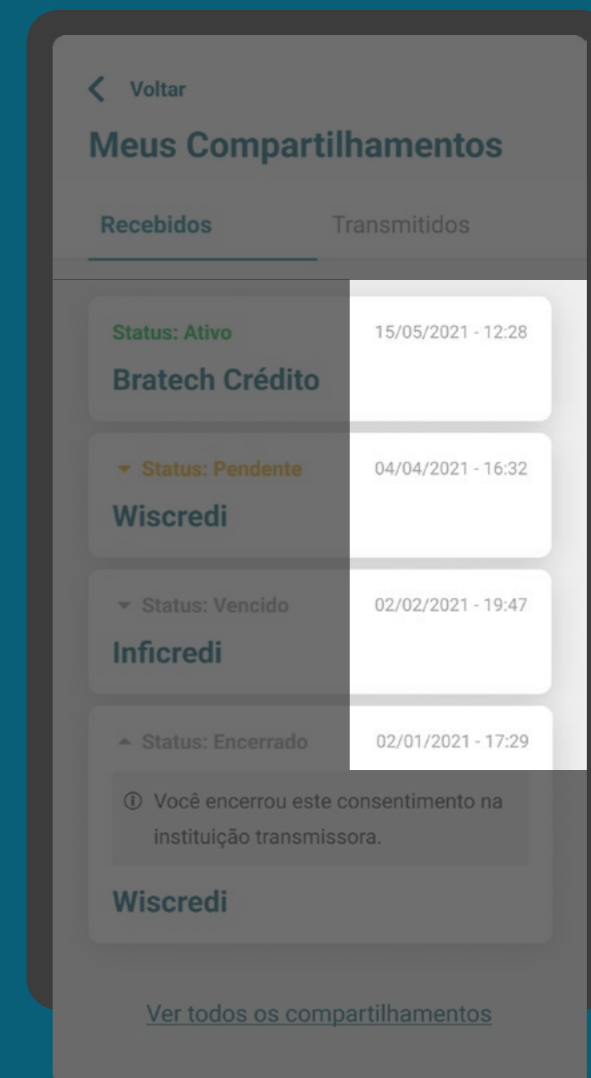 Voltar
Meus Compartilhamentos
Recebidos Transmitidos
Status: Ativo 15/05/2021 - 12:28
Bratech Crédito
Status: Pendente 04/04/2021 - 16:32
Wiscredi
Status: Vencido 02/02/2021 - 19:47
Inficredi
Status: Encerrado 02/01/2021 - 17:29
Você encerrou este consentimento na
instituição transmissora.
Wiscredi
Ver todos os compartilhamentos